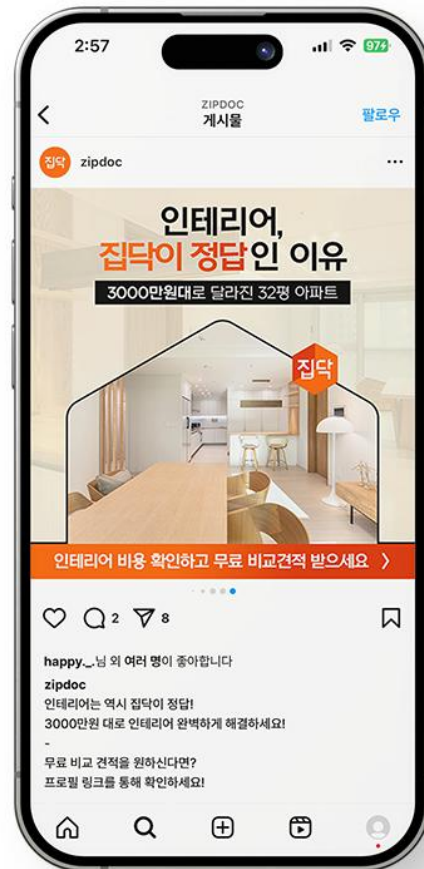 2:57
97
ZIPDOC
게시물
팔로우
집닥
zipdoc
인테리어,
집닥이 정답인 이유
3000만원대로 달라진 32평 아파트
집닥
인테리어 비용 확인하고 무료 비교견적 받으세요 〉
2
8
happy._.님 외 여러 명이 좋아합니다
zipdoc
인테리어는 역시 집닥이 정답!
3000만원 대로 인테리어 완벽하게 해결하세요!
-
무료 비교 견적을 원하신다면?
프로필 링크를 통해 확인하세요!